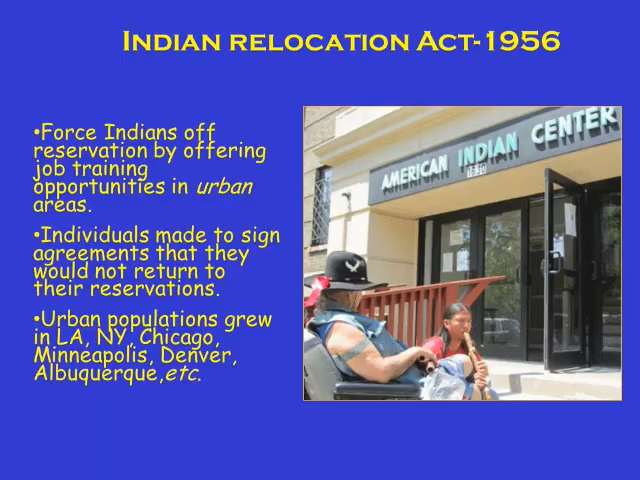 Indian relocation Act-1956
•Force Indians off
reservation by offering
job training
opportunities in urban
areas.
•Individuals made to sign
agreements that they
would not return to
their reservations.
•Urban populations grew
in LA, NY, Chicago,
Minneapolis, Denver,
Albuquerque,etc.
AMERICAN INDIAN CENTER
1630